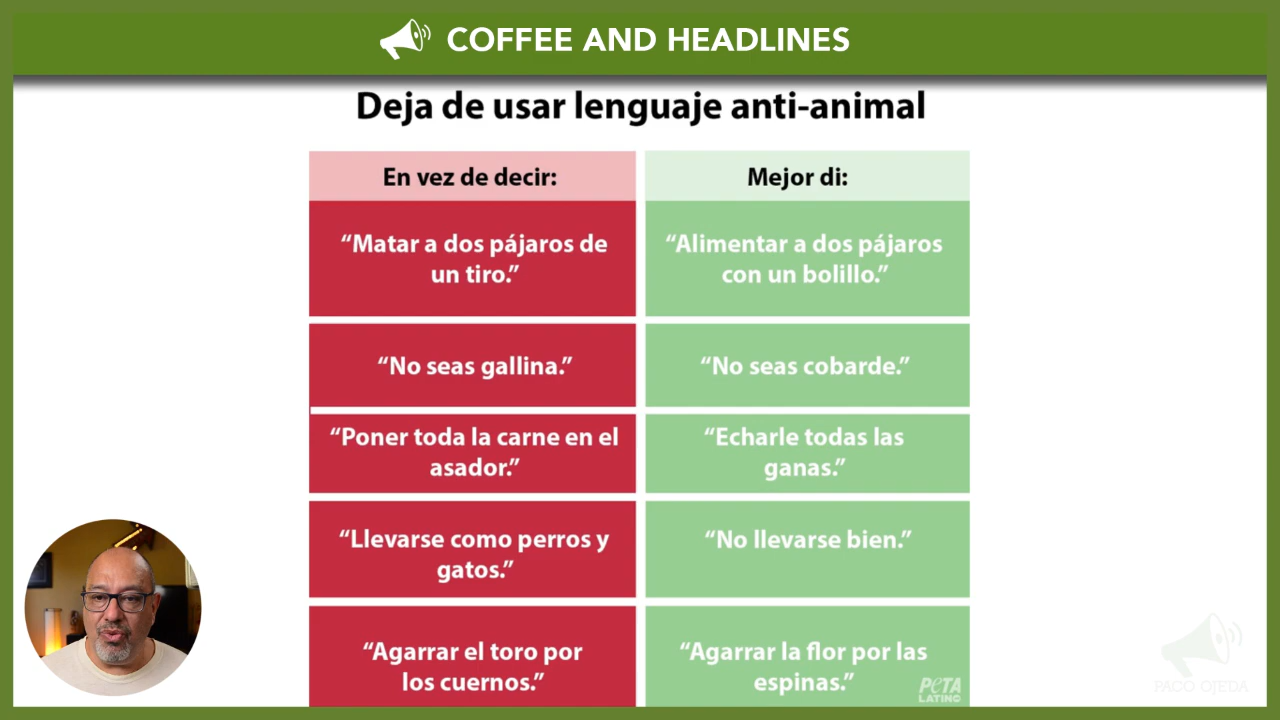 COFFEE AND HEADLINES
Deja de usar lenguaje anti-animal
En vez de decir:
Mejor di:
“Matar a dos pájaros de
un tiro.”
“Alimentar a dos pájaros
con un bolillo.”
“No seas gallina.”
“No seas cobarde.”
“Poner toda la carne en el
asador.”
“Echarle todas las
ganas.”
“Llevarse como perros y
gatos.”
“No llevarse bien.”
“Agarrar el toro por
los cuernos.”
“Agarrar la flor por las
espinas.”
PETA
LATINO
PACO OJEDA